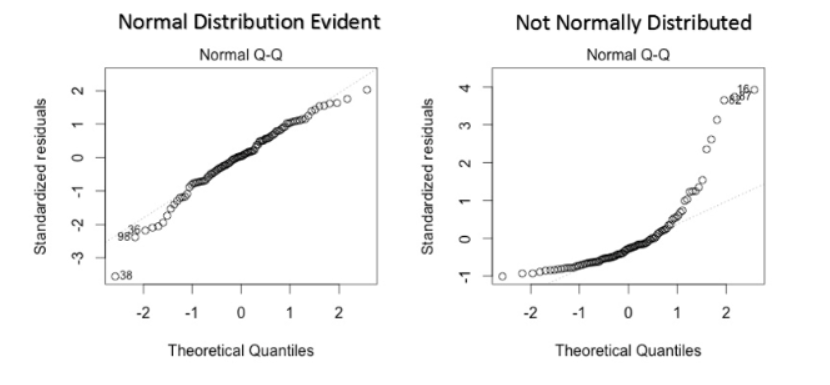 Normal Distribution Evident
Normal Q-Q
Standardized residuals
2
1
0
-1
-2
-3
36
98
38
-2 -1 0 1 2
Theoretical Quantiles
Not Normally Distributed
Normal Q-Q
Standardized residuals
4
3
2
1
0
-1
16
62
-2 -1 0 1 2
Theoretical Quantiles